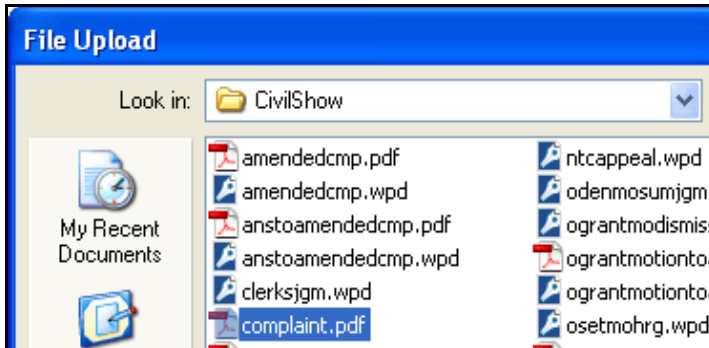 File Upload
Look in: CivilShow
My Recent
Documents
amendedcmp.pdf
amendedcmp.wpd
anstoamendedcmp.pdf
anstoamendedcmp.wpd
clerksjgm.wpd
complaint.pdf
ntcappeal.wpd
odenmosumjgm
ograntmodismis
ograntmotionto
ograntmotionto
osetmohrg.wpd